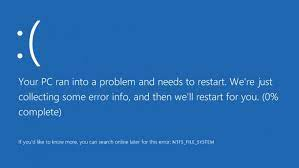 :(
Your PC ran into a problem and needs to restart. We're just
collecting some error info, and then we'll restart for you. (0%
complete)
If you'd like to know more, you can search online later for this error: NTFS_FILE_SYSTEM